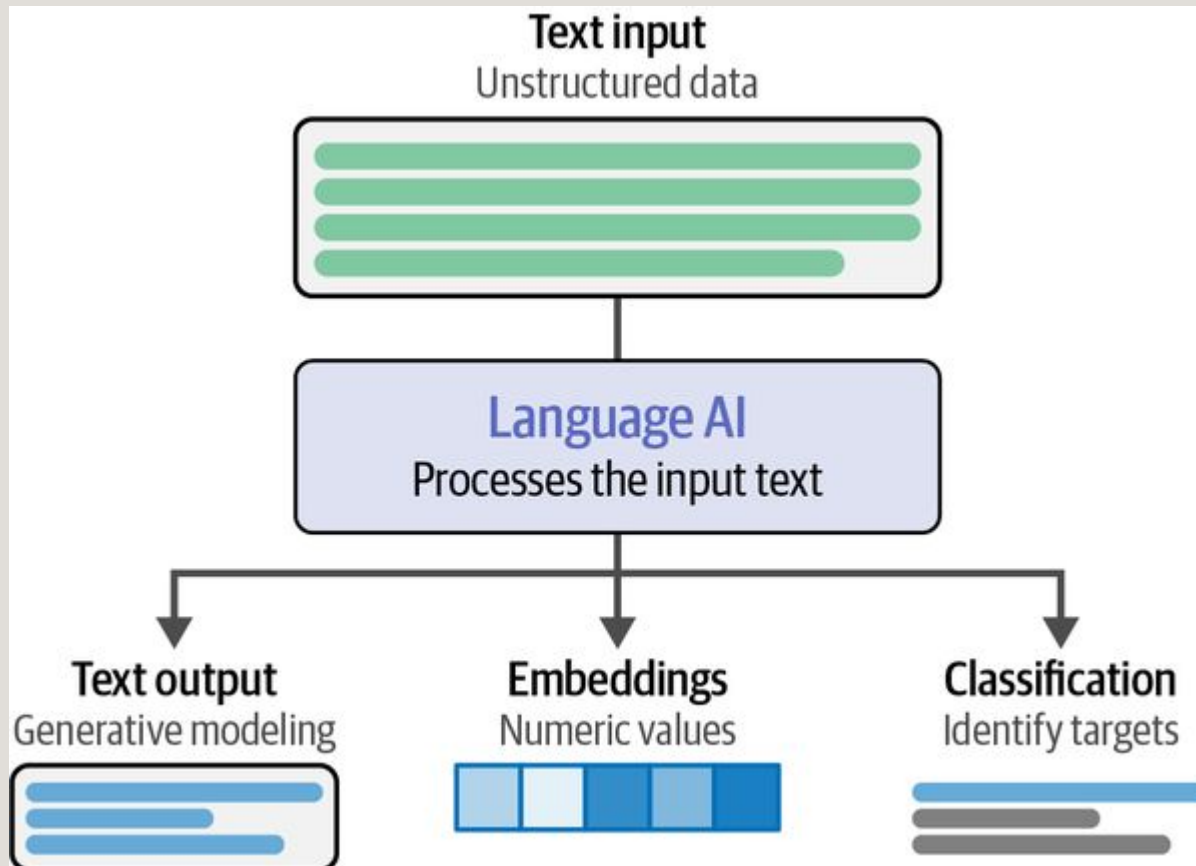 Text input
Unstructured data
Language AI
Processes the input text
Text output
Generative modeling
Embeddings
Numeric values
Classification
Identify targets